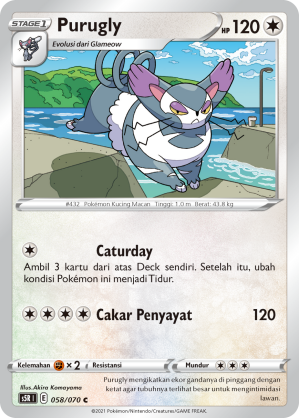 STAGE 1
Purugly
HP 120
Evolusi dari Glameow
#432 Pokémon Kucing Macan Tinggi: 1.0 m Berat: 43.8 kg
Caturday
Ambil 3 kartu dari atas Deck sendiri. Setelah itu, ubah
kondisi Pokémon ini menjadi Tidur.
Cakar Penyayat 120
Kelemahan ×2 Resistansi Mundur
Illus. Akira Komayama
s5R I E 058/070 C
Purugly mengikatkan ekor gandanya di pinggang dengan
ketat agar tubuhnya terlihat lebih besar untuk mengintimidasi
lawan.
©2021 Pokémon/Nintendo/Creatures/GAME FREAK